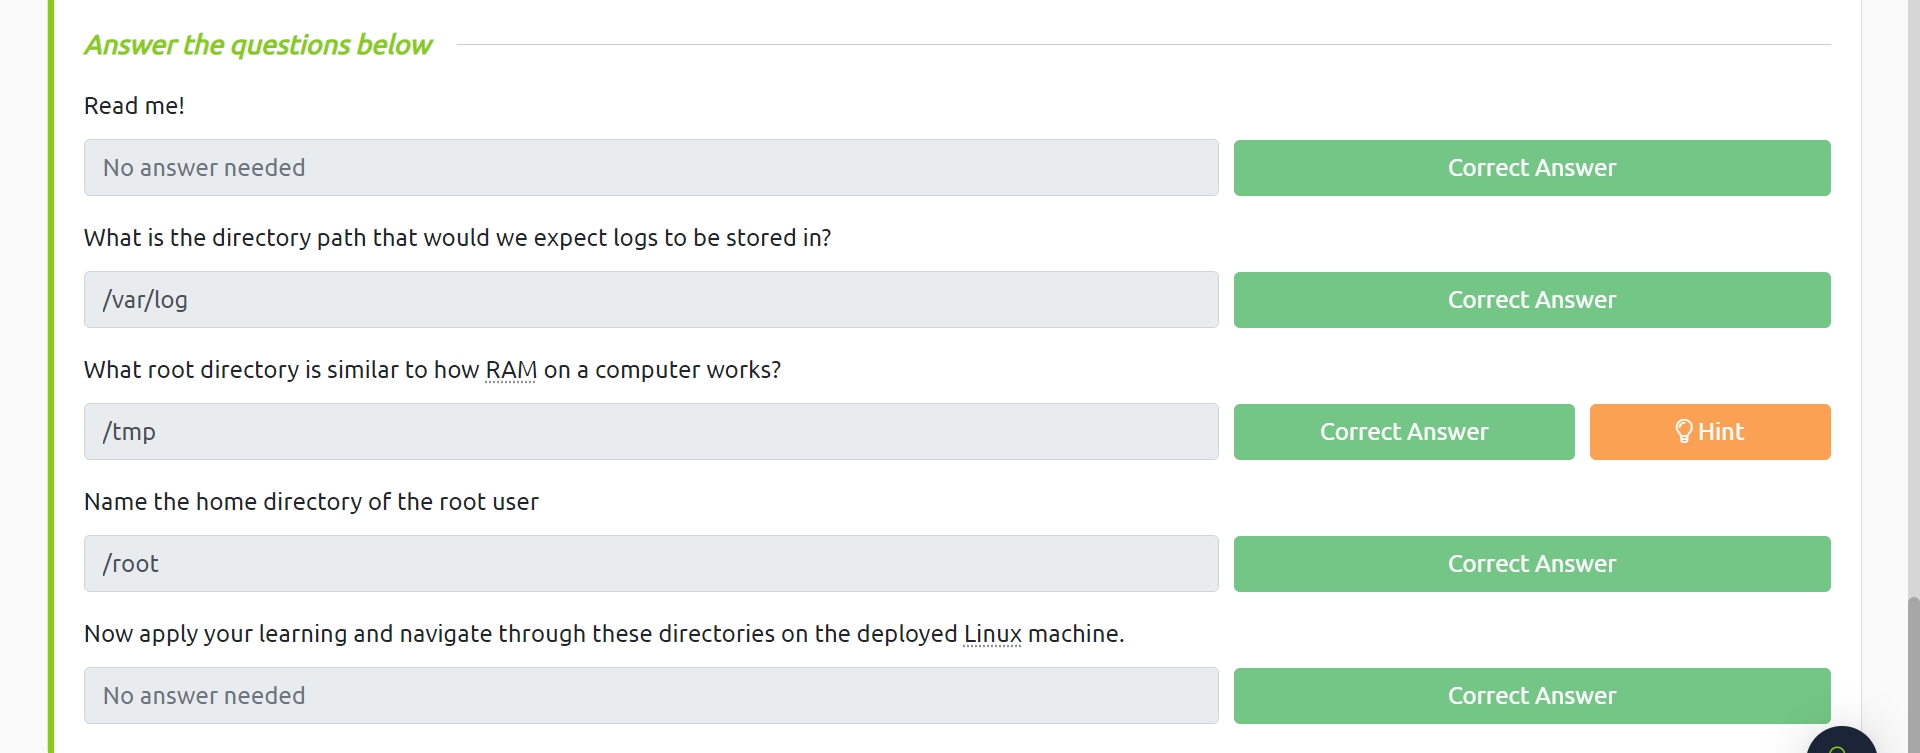 Answer the questions below
Read me!
No answer needed
Correct Answer
What is the directory path that would we expect logs to be stored in?
/var/log
Correct Answer
What root directory is similar to how RAM on a computer works?
/tmp
Correct Answer
Hint
Name the home directory of the root user
/root
Correct Answer
Now apply your learning and navigate through these directories on the deployed Linux machine.
No answer needed
Correct Answer